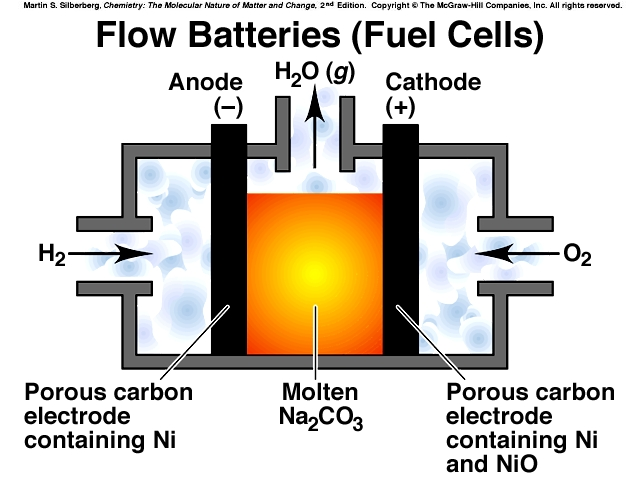 Martin S. Silberberg, Chemistry: The Molecular Nature of Matter and Change, 2nd Edition. Copyright © The McGraw-Hill Companies, Inc. All rights reserved.
Flow Batteries (Fuel Cells)
Anode
(–)
H₂O (g)
Cathode
(+)
H₂
O₂
Porous carbon
electrode
containing Ni
Molten
Na₂CO₃
Porous carbon
electrode
containing Ni
and NiO